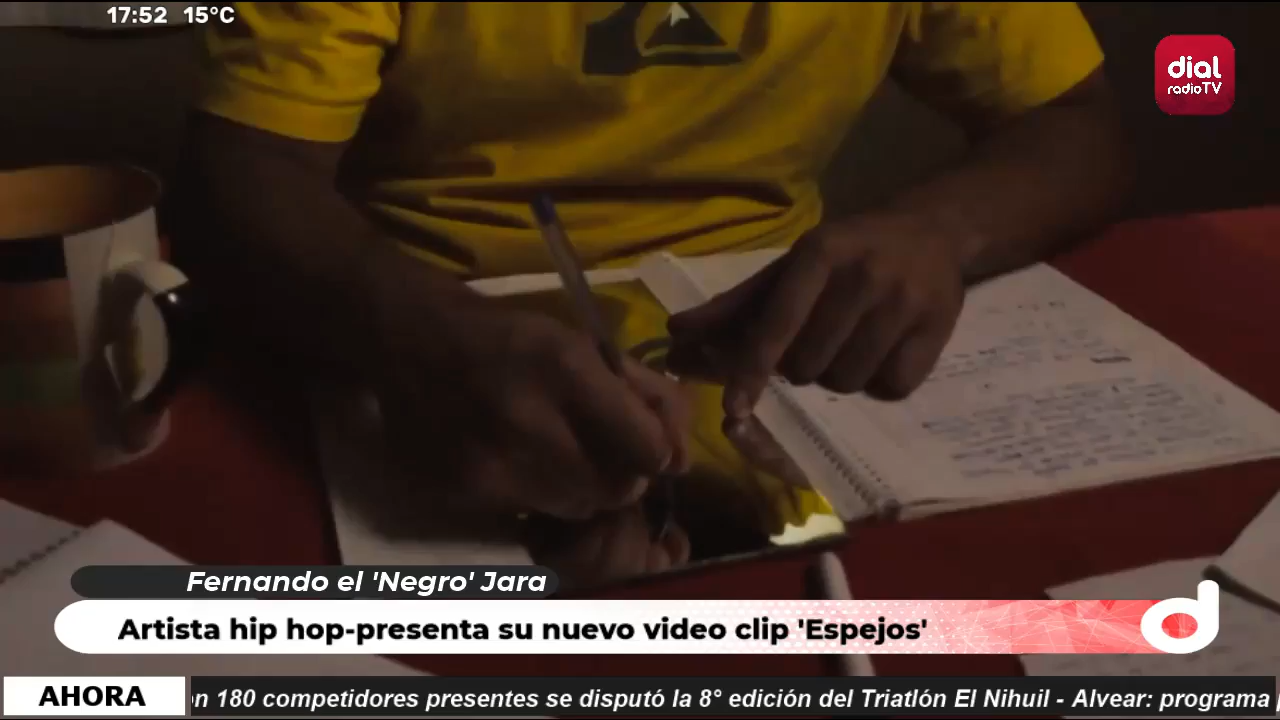 17:52 15°C
dial
radioTV
Fernando el 'Negro' Jara
Artista hip hop-presenta su nuevo video clip 'Espejos'
d
AHORA
n 180 competidores presentes se disputó la 8° edición del Triatlón El Nihuil - Alvear: programa